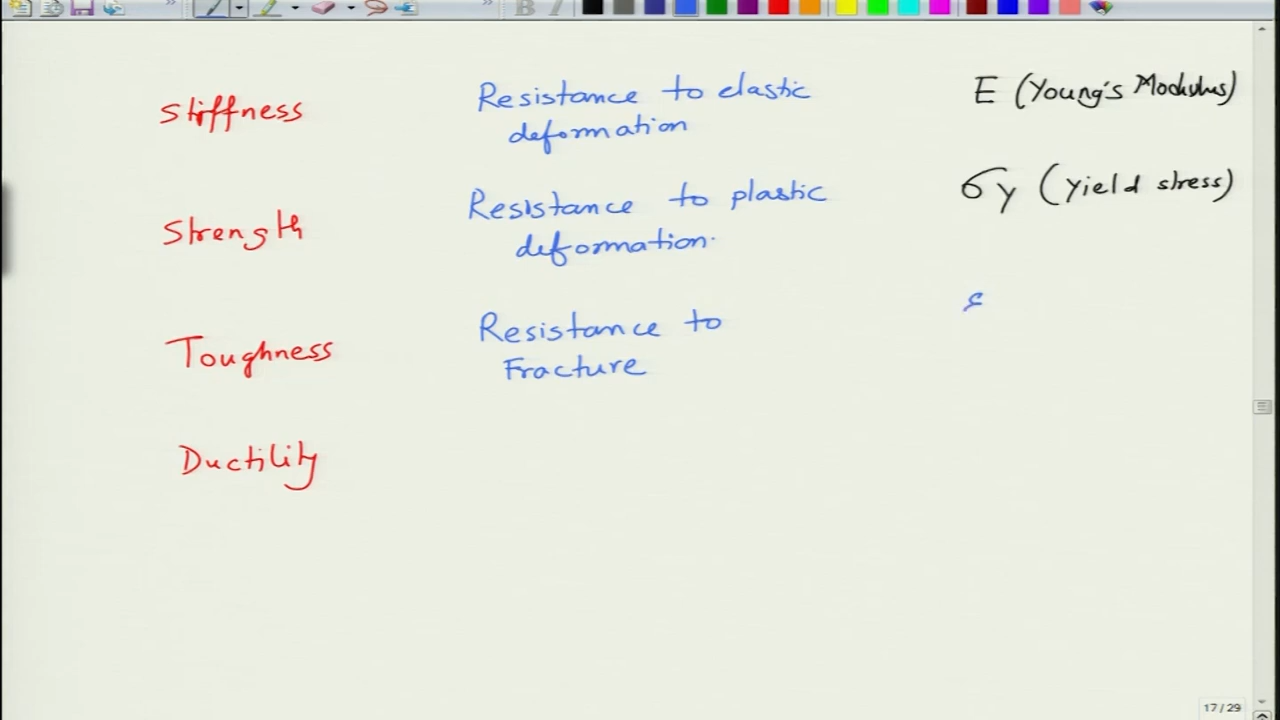 Stiffness
Resistance to elastic
deformation
E (Young's Modulus)
Strength
Resistance to plastic
deformation.
σy (Yield stress)
Toughness
Resistance to
Fracture
Ductility
17 / 29